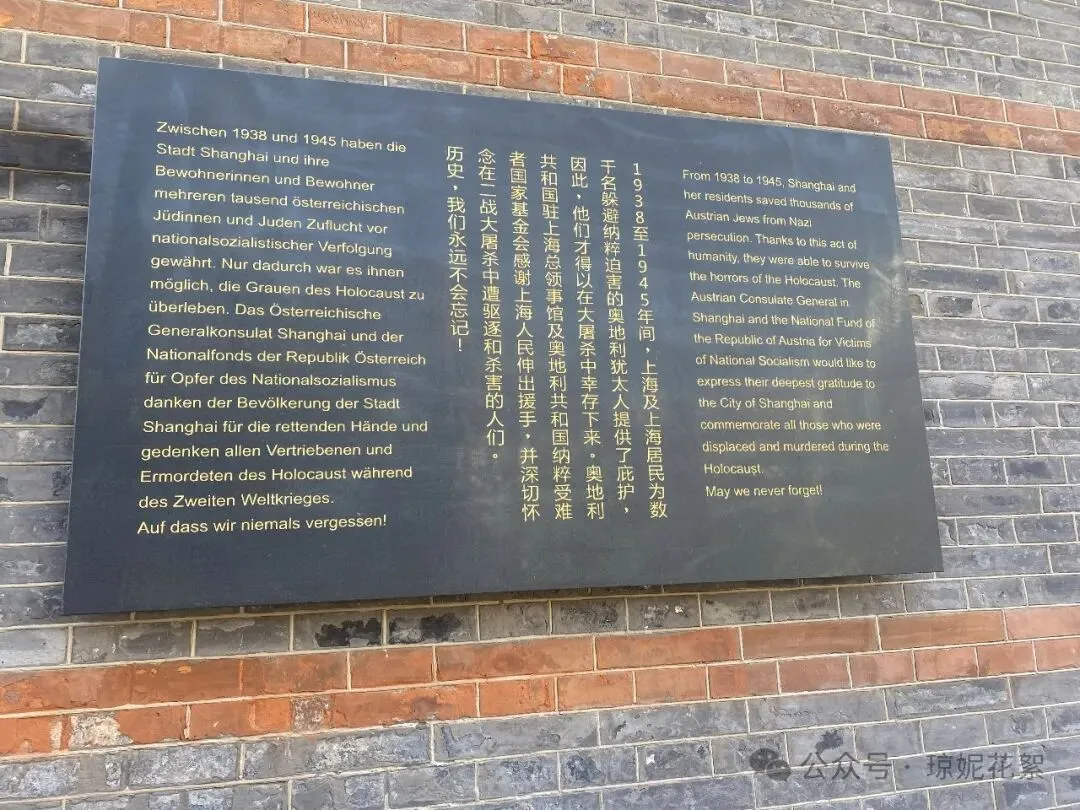 Zwischen 1938 und 1945 haben die
Stadt Shanghai und ihre
Bewohnerinnen und Bewohner
mehreren tausend österreichischen
Jüdinnen und Juden Zuflucht vor
nationalsozialistischer Verfolgung
gewährt. Nur dadurch war es ihnen
möglich, die Grauen des Holocaust zu
überleben. Das Österreichische
Generalkonsulat Shanghai und der
Nationalfonds der Republik Österreich
für Opfer des Nationalsozialismus
danken der Bevölkerung der Stadt
Shanghai für die rettenden Hände und
gedenken allen Vertriebenen und
Ermordeten des Holocaust während
des Zweiten Weltkrieges.
Auf dass wir niemals vergessen!
1938至1945年间，上海及上海居民为数
千名躲避纳粹迫害的奥地利犹太人提供了庇护，
因此，他们才得以在大屠杀中幸存下来。奥地利
共和国驻上海总领事馆及奥地利共和国纳粹受难
者国家基金会感谢上海人民伸出援手，并深切怀
念在二战大屠杀中遭驱逐和杀害的人们。
历史，我们永远不会忘记！
From 1938 to 1945, Shanghai and
her residents saved thousands of
Austrian Jews from Nazi
persecution. Thanks to this act of
humanity, they were able to survive
the horrors of the Holocaust. The
Austrian Consulate General in
Shanghai and the National Fund of
the Republic of Austria for Victims
of National Socialism would like to
express their deepest gratitude to
the City of Shanghai and
commemorate all those who were
displaced and murdered during the
Holocaust.
May we never forget!
公众号·琼妮花絮